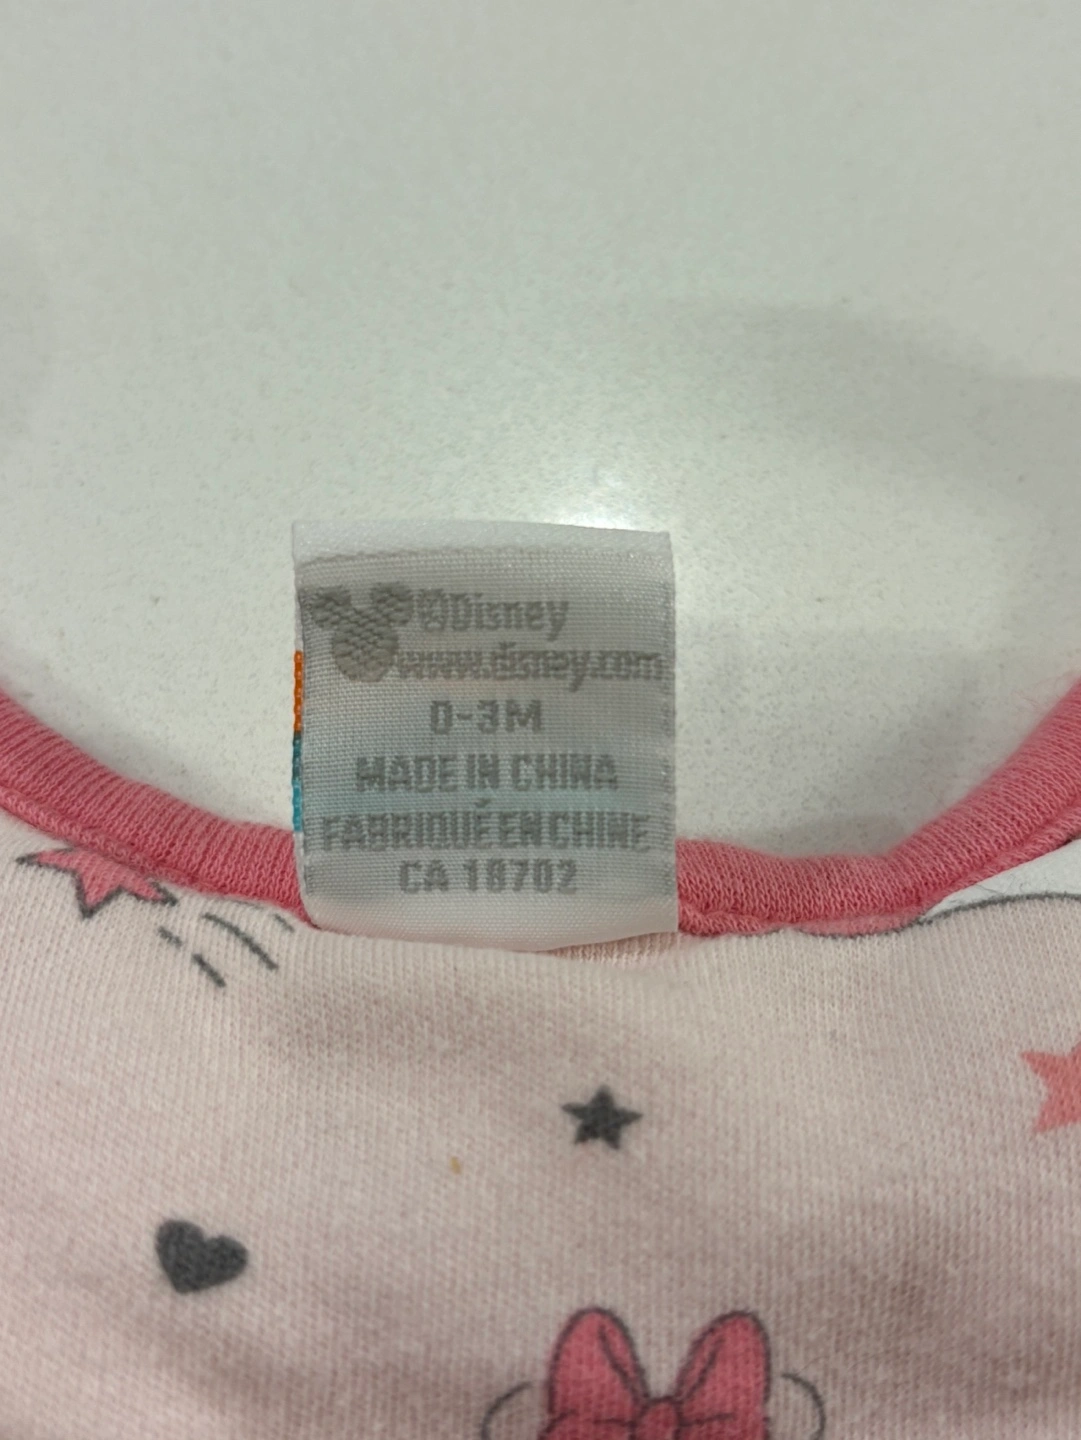 ©Disney
www.disney.com
0-3M
MADE IN CHINA
FABRIQUÉ EN CHINE
CA 18702